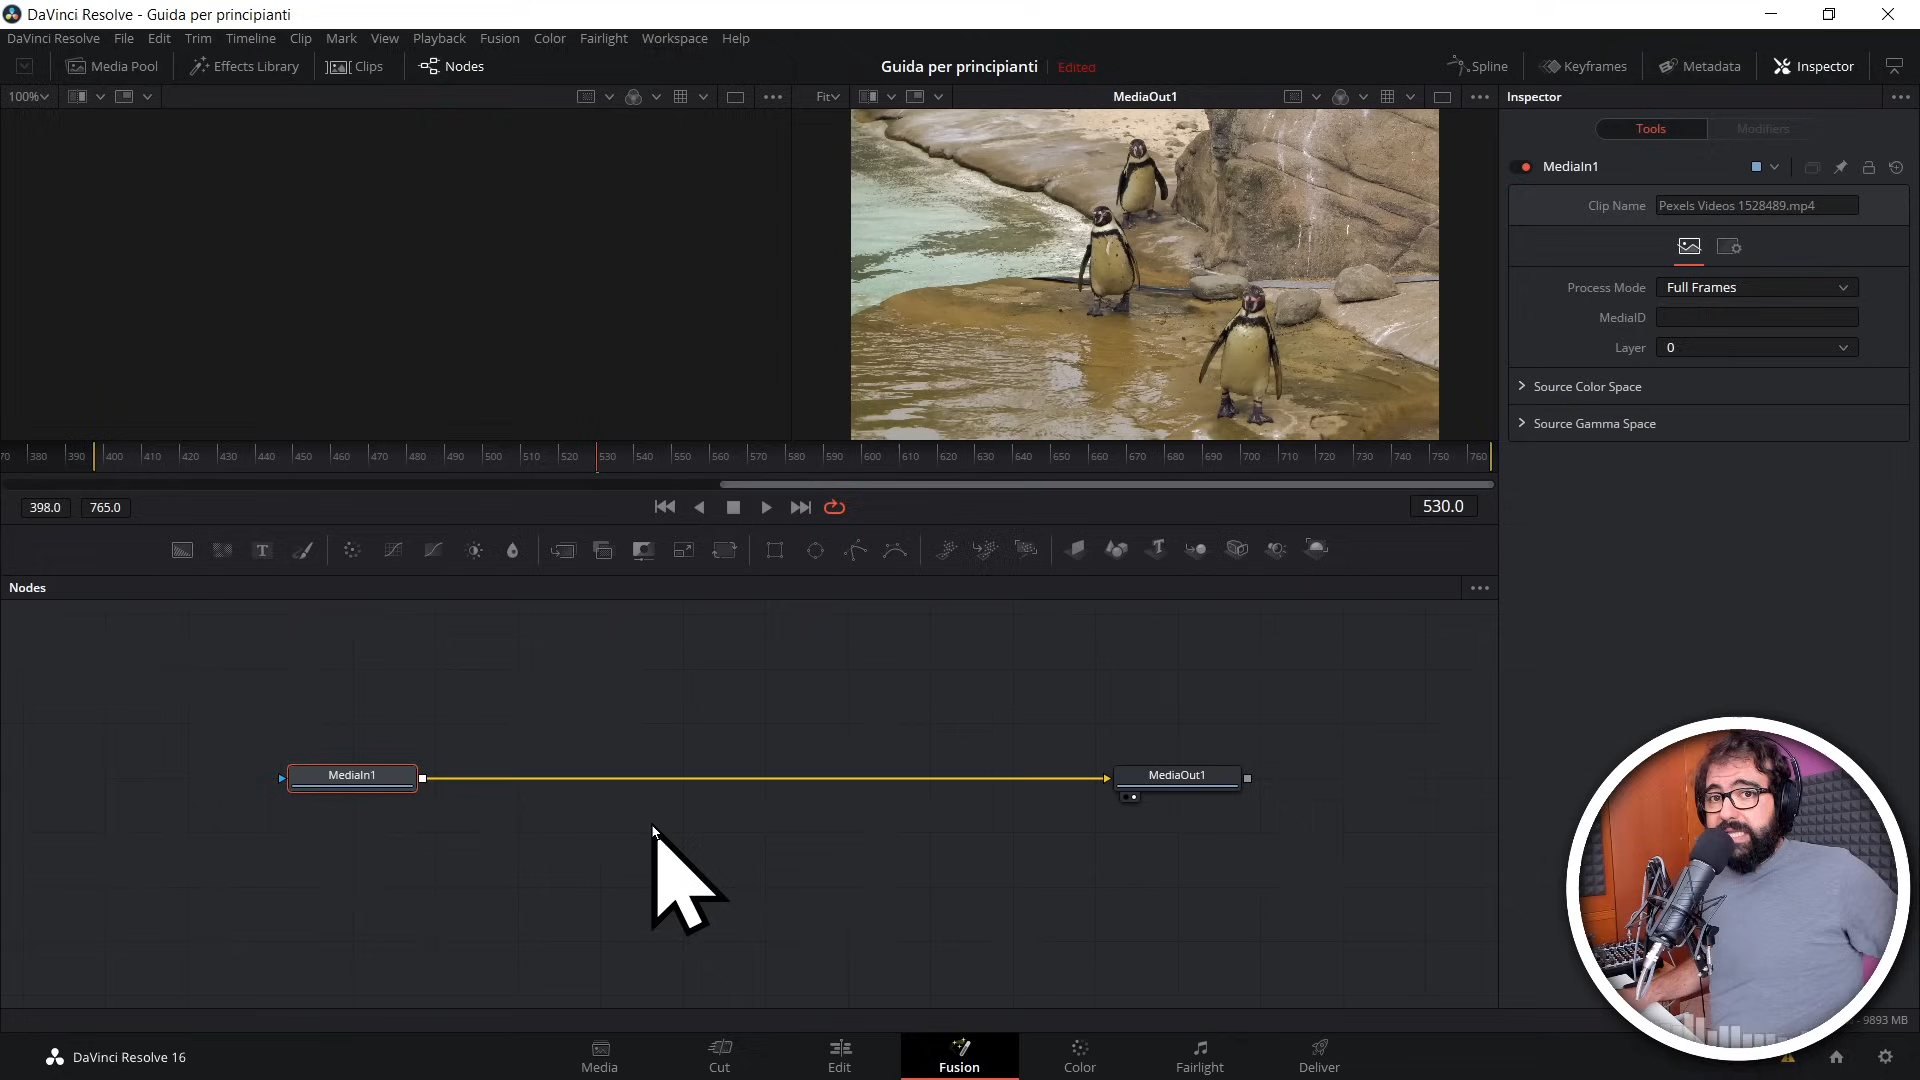 DaVinci Resolve - Guida per principianti
DaVinci Resolve File Edit Trim Timeline Clip Mark View Playback Fusion Color Fairlight Workspace Help
Media Pool Effects Library Clips Nodes Guida per principianti Edited Spline Keyframes Metadata Inspector
100% Fit MediaOut1 Inspector
Tools Modifiers
MediaIn1
Clip Name Pexels Videos 1528489.mp4
Process Mode Full Frames
MediaID
Layer 0
Source Color Space
Source Gamma Space
70 380 390 400 410 420 430 440 450 460 470 480 490 500 510 520 530 540 550 560 570 580 590 600 610 620 630 640 650 660 670 680 690 700 710 720 730 740 750 760
398.0 765.0 530.0
Nodes
MediaIn1 MediaOut1
- 9893 MB
DaVinci Resolve 16 Media Cut Edit Fusion Color Fairlight Deliver